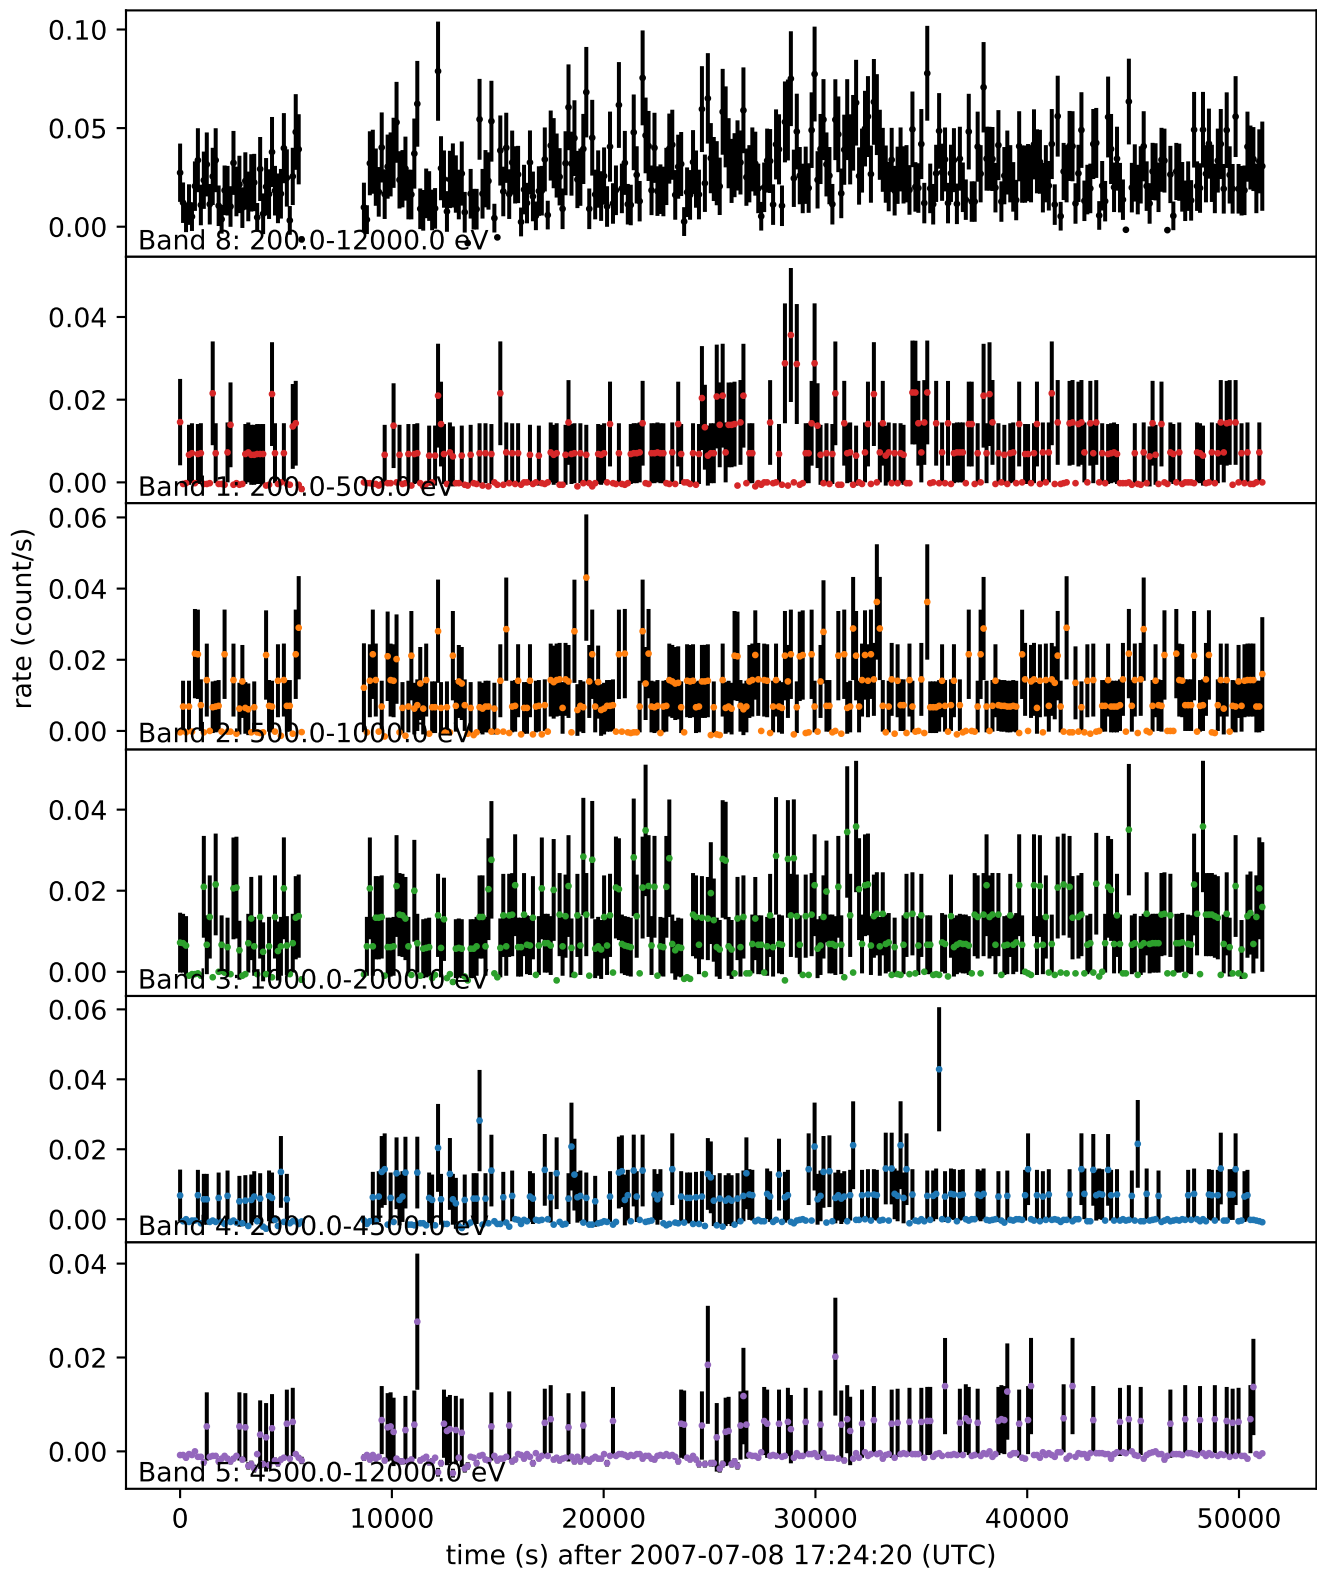 0.10
0.05
0.00
Band 8: 200.0-12000.0 eV
0.04
0.02
0.00
Band 1: 200.0-500.0 eV
0.06
0.04
0.02
0.00
Band 2: 500.0-1000.0 eV
0.04
0.02
0.00
Band 3: 1000.0-2000.0 eV
0.06
0.04
0.02
0.00
Band 4: 2000.0-4500.0 eV
0.04
0.02
0.00
Band 5: 4500.0-12000.0 eV
rate (count/s)
0 10000 20000 30000 40000 50000
time (s) after 2007-07-08 17:24:20 (UTC)